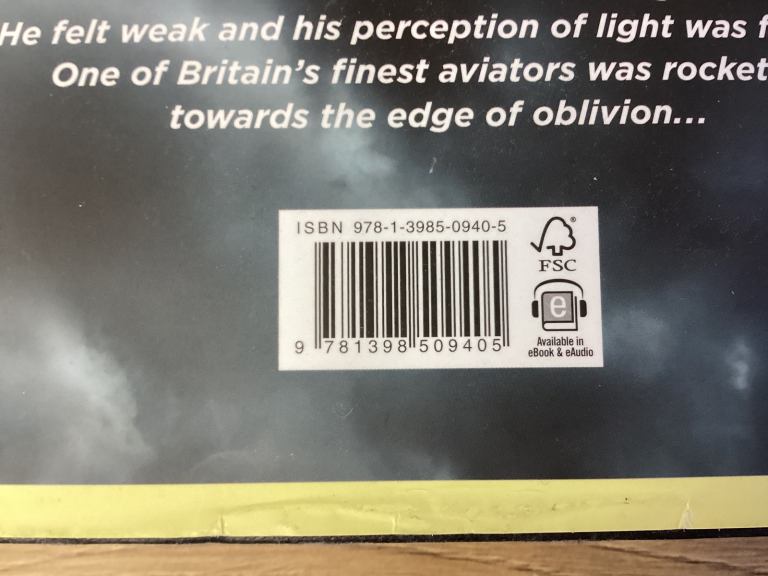 He felt weak and his perception of light was f
One of Britain's finest aviators was rocket
towards the edge of oblivion...
ISBN 978-1-3985-0940-5
®
FSC
e
9 781398 509405
Available in
eBook & eAudio